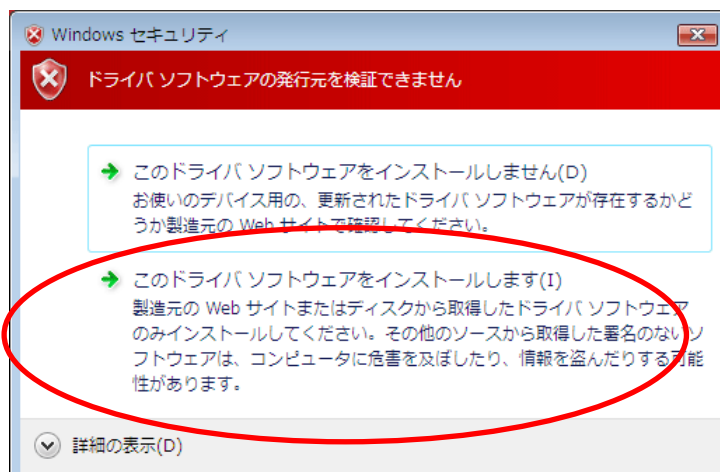 Windows セキュリティ
ドライバ ソフトウェアの発行元を検証できません
このドライバ ソフトウェアをインストールしません(D)
お使いのデバイス用の、更新されたドライバ ソフトウェアが存在するかど
うか製造元の Web サイトで確認してください。
このドライバ ソフトウェアをインストールします(I)
製造元の Web サイトまたはディスクから取得したドライバ ソフトウェア
のみインストールしてください。その他のソースから取得した署名のないソ
フトウェアは、コンピュータに危害を及ぼしたり、情報を盗んだりする可能
性があります。
詳細の表示(D)